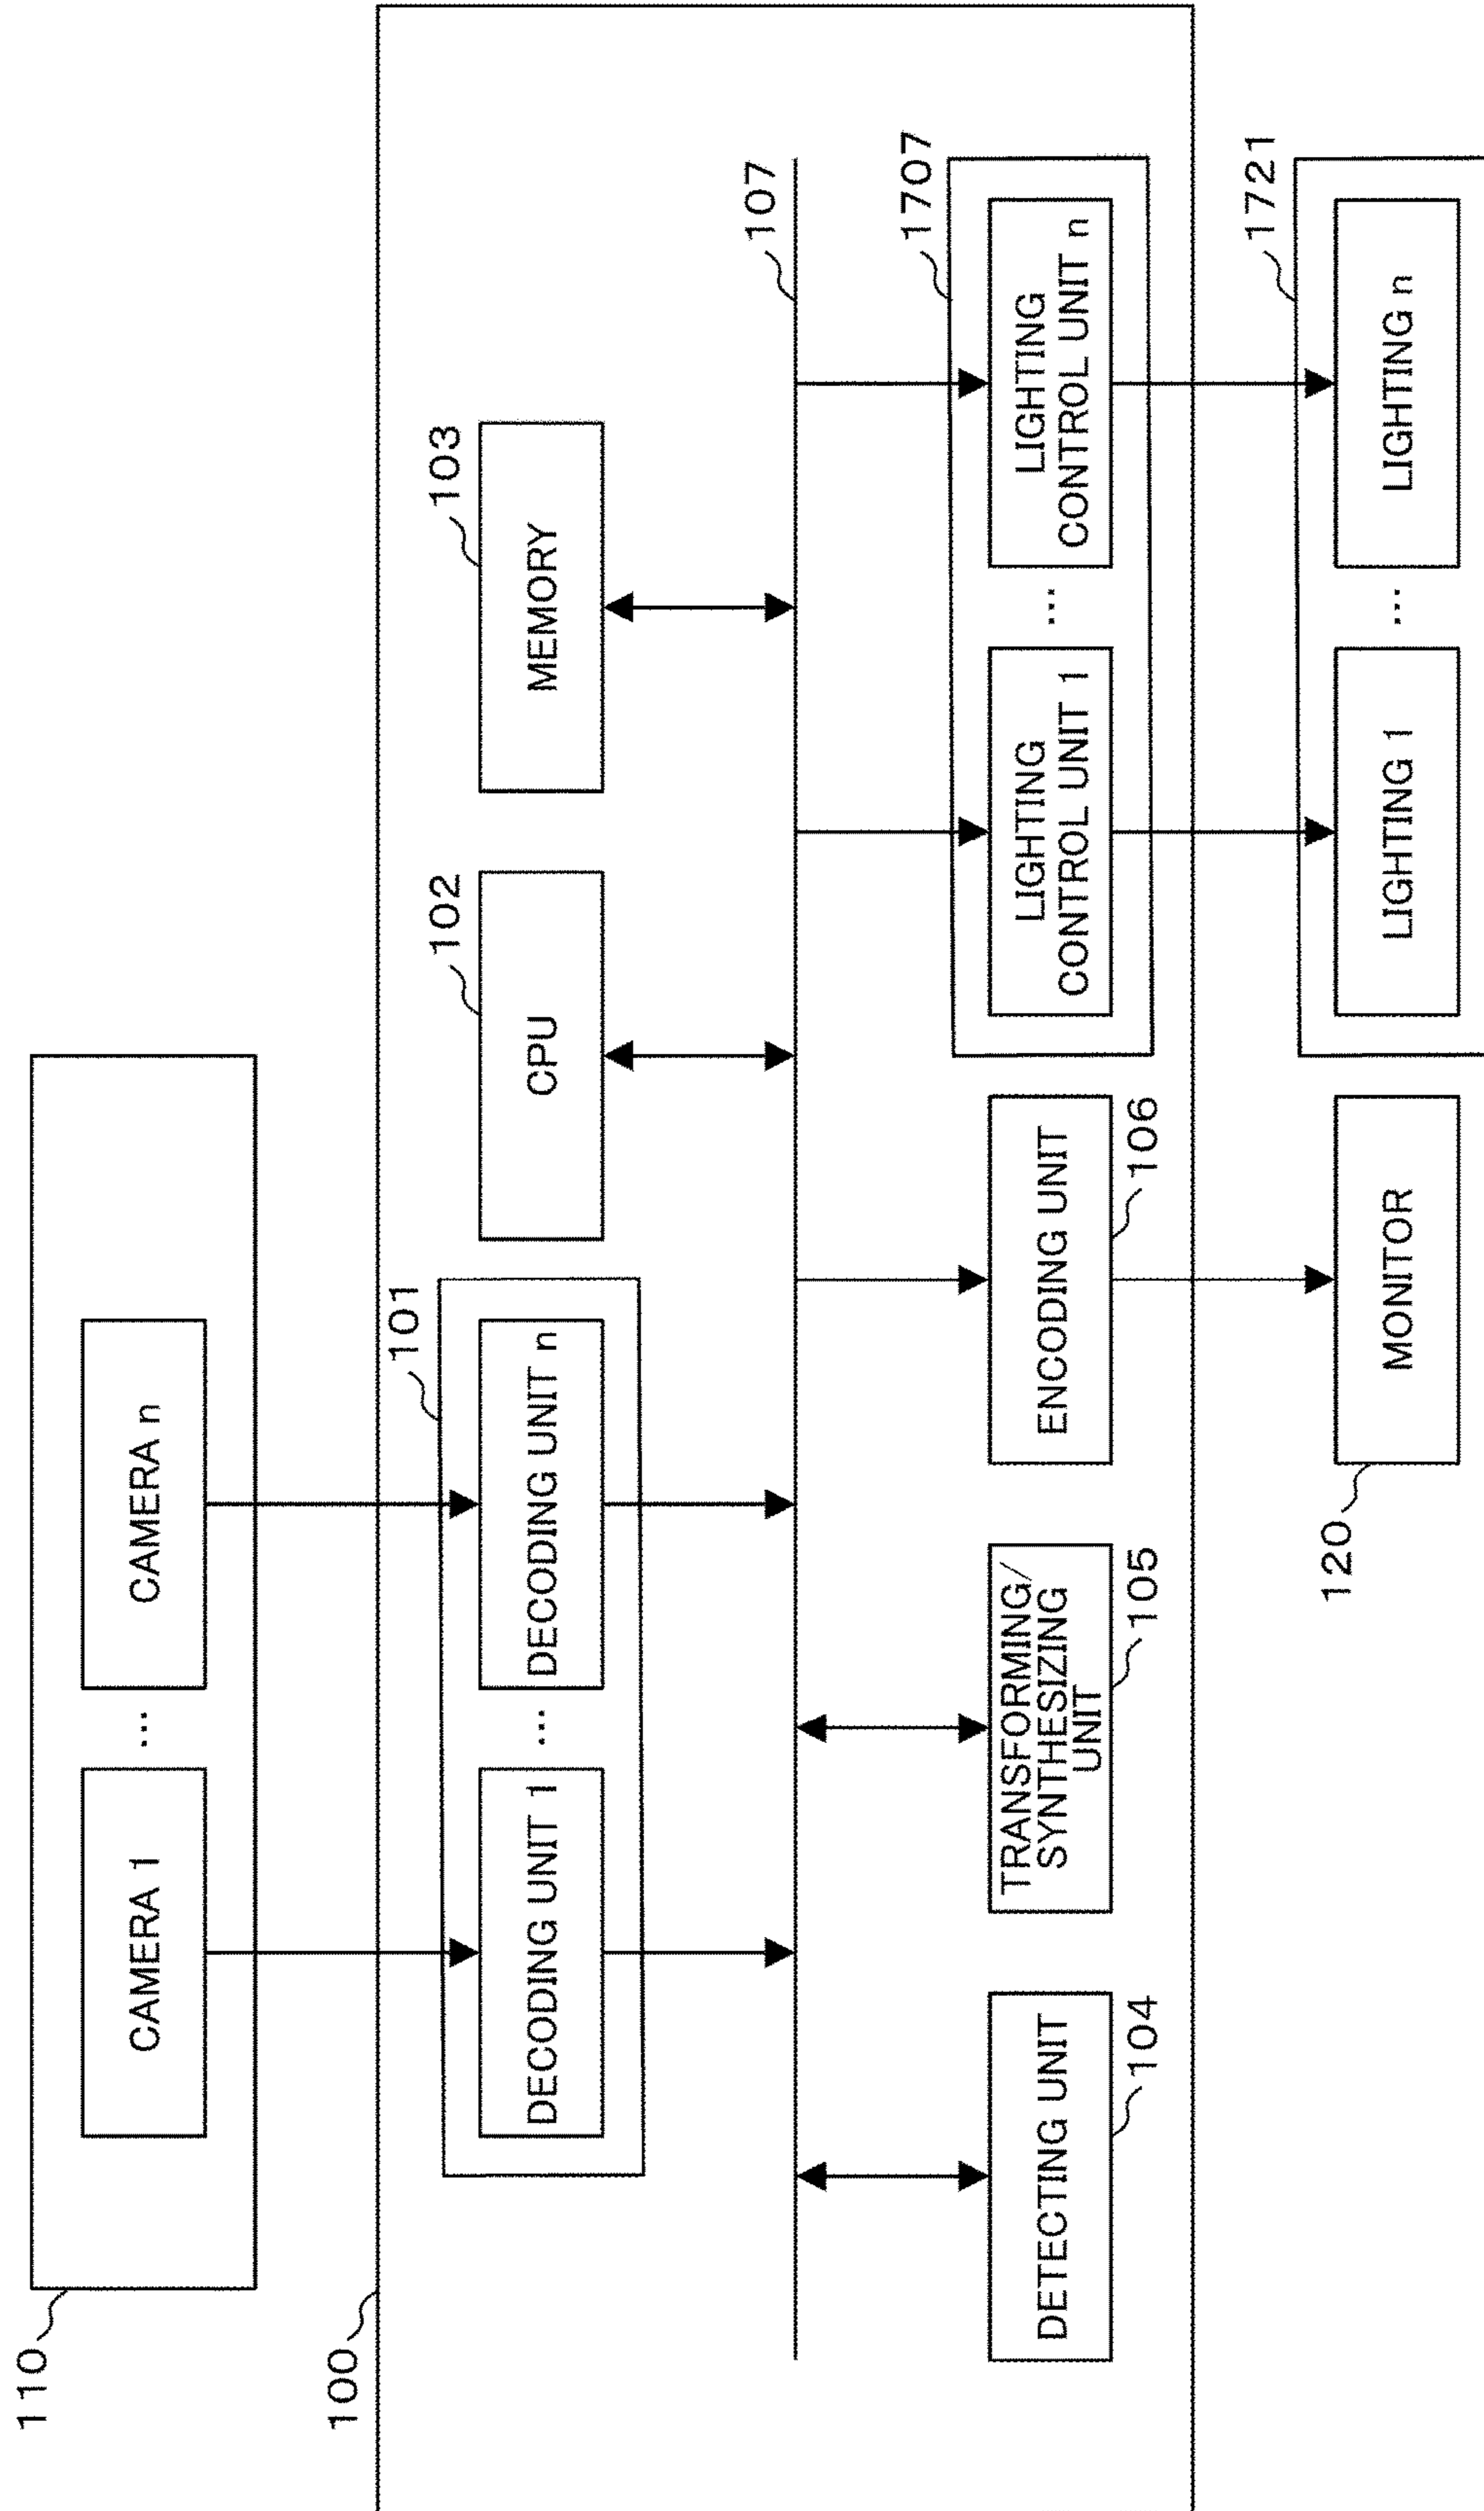 110
CAMERA 1
...
CAMERA n
100
101
DECODING UNIT 1
...
DECODING UNIT n
102
CPU
103
MEMORY
107
DETECTING UNIT
104
TRANSFORMING/
SYNTHESIZING
UNIT
105
ENCODING UNIT
106
1707
LIGHTING
CONTROL UNIT 1
...
LIGHTING
CONTROL UNIT n
120
MONITOR
1721
LIGHTING 1
...
LIGHTING n